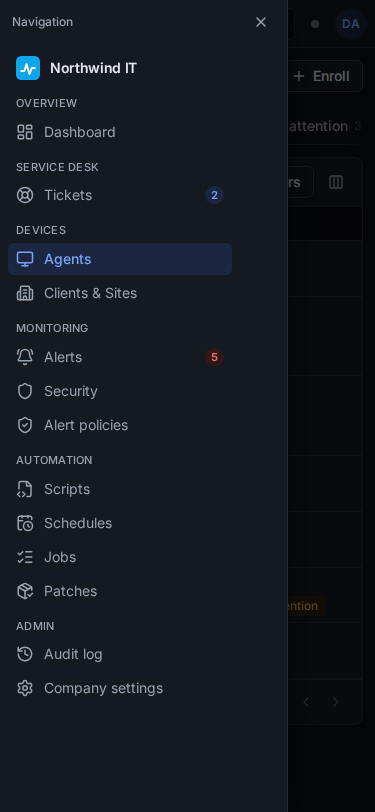 Navigation
DA
Northwind IT
Enroll
OVERVIEW
Dashboard
attention 3
SERVICE DESK
Tickets 2
rs
DEVICES
Agents
Clients & Sites
MONITORING
Alerts 5
Security
Alert policies
AUTOMATION
Scripts
Schedules
Jobs
Patches
ention
ADMIN
Audit log
Company settings